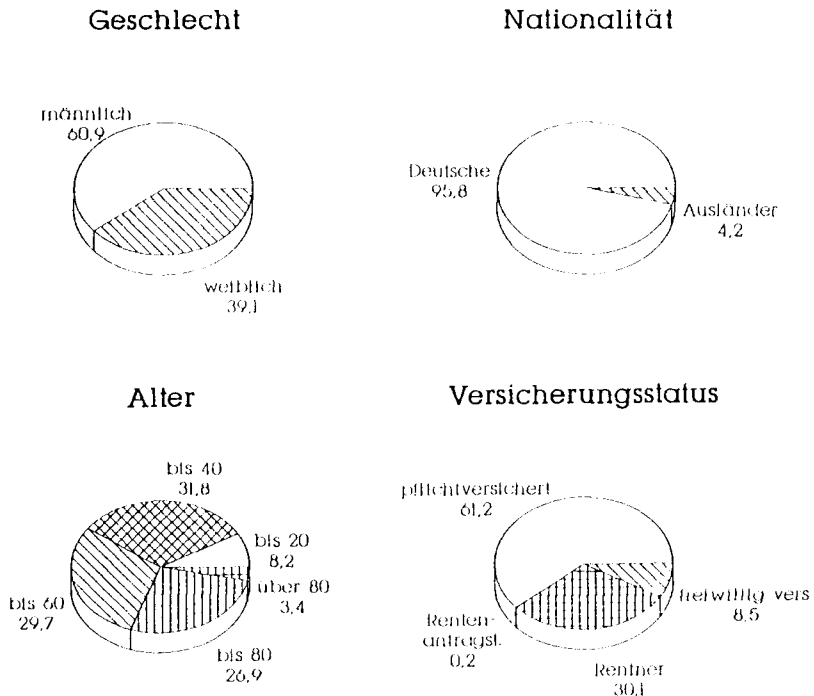 Geschlecht
männlich
60,9
weiblich
39,1
Nationalität
Deutsche
95,8
Ausländer
4,2
Alter
bis 40
31,8
bis 20
8,2
über 80
3,4
bis 60
29,7
bis 80
26,9
Versicherungsstatus
pflichtversichert
61,2
freiwillig vers
8,5
Renten-
antragst.
0,2
Rentner
30,1